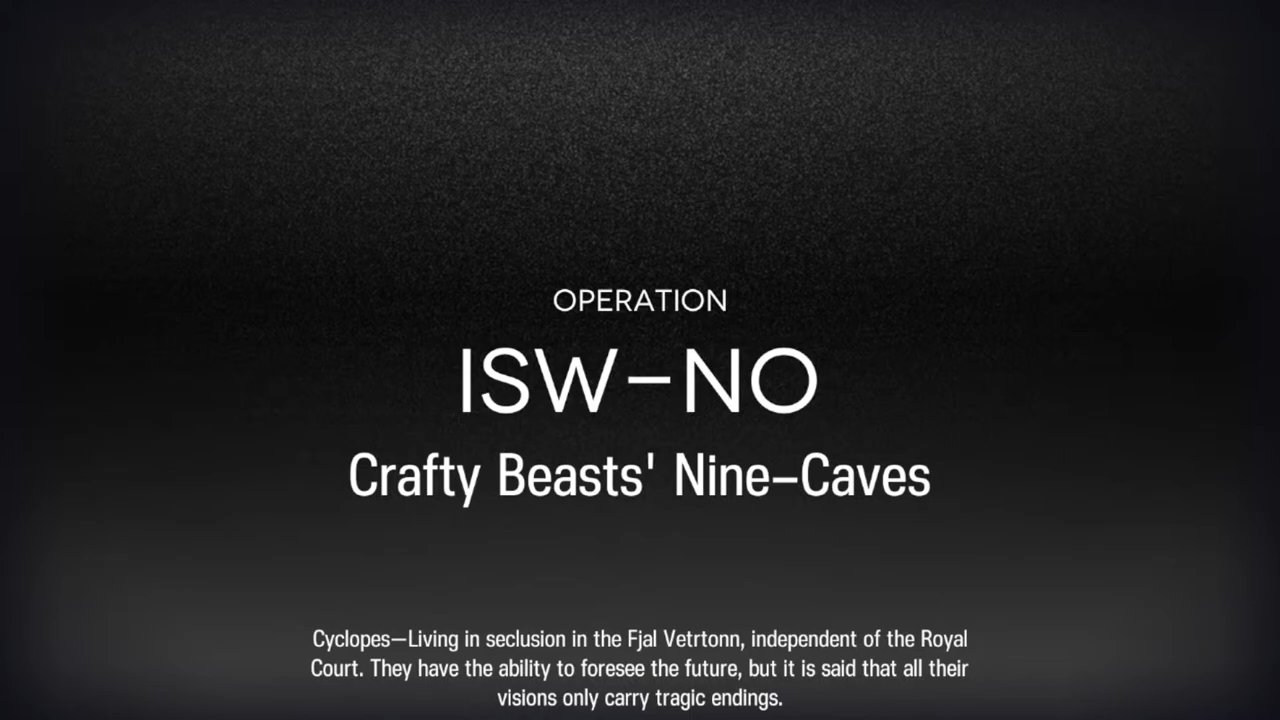 OPERATION
ISW-NO
Crafty Beasts' Nine-Caves
Cyclopes—Living in seclusion in the Fjal Vetrtonn, independent of the Royal
Court. They have the ability to foresee the future, but it is said that all their
visions only carry tragic endings.